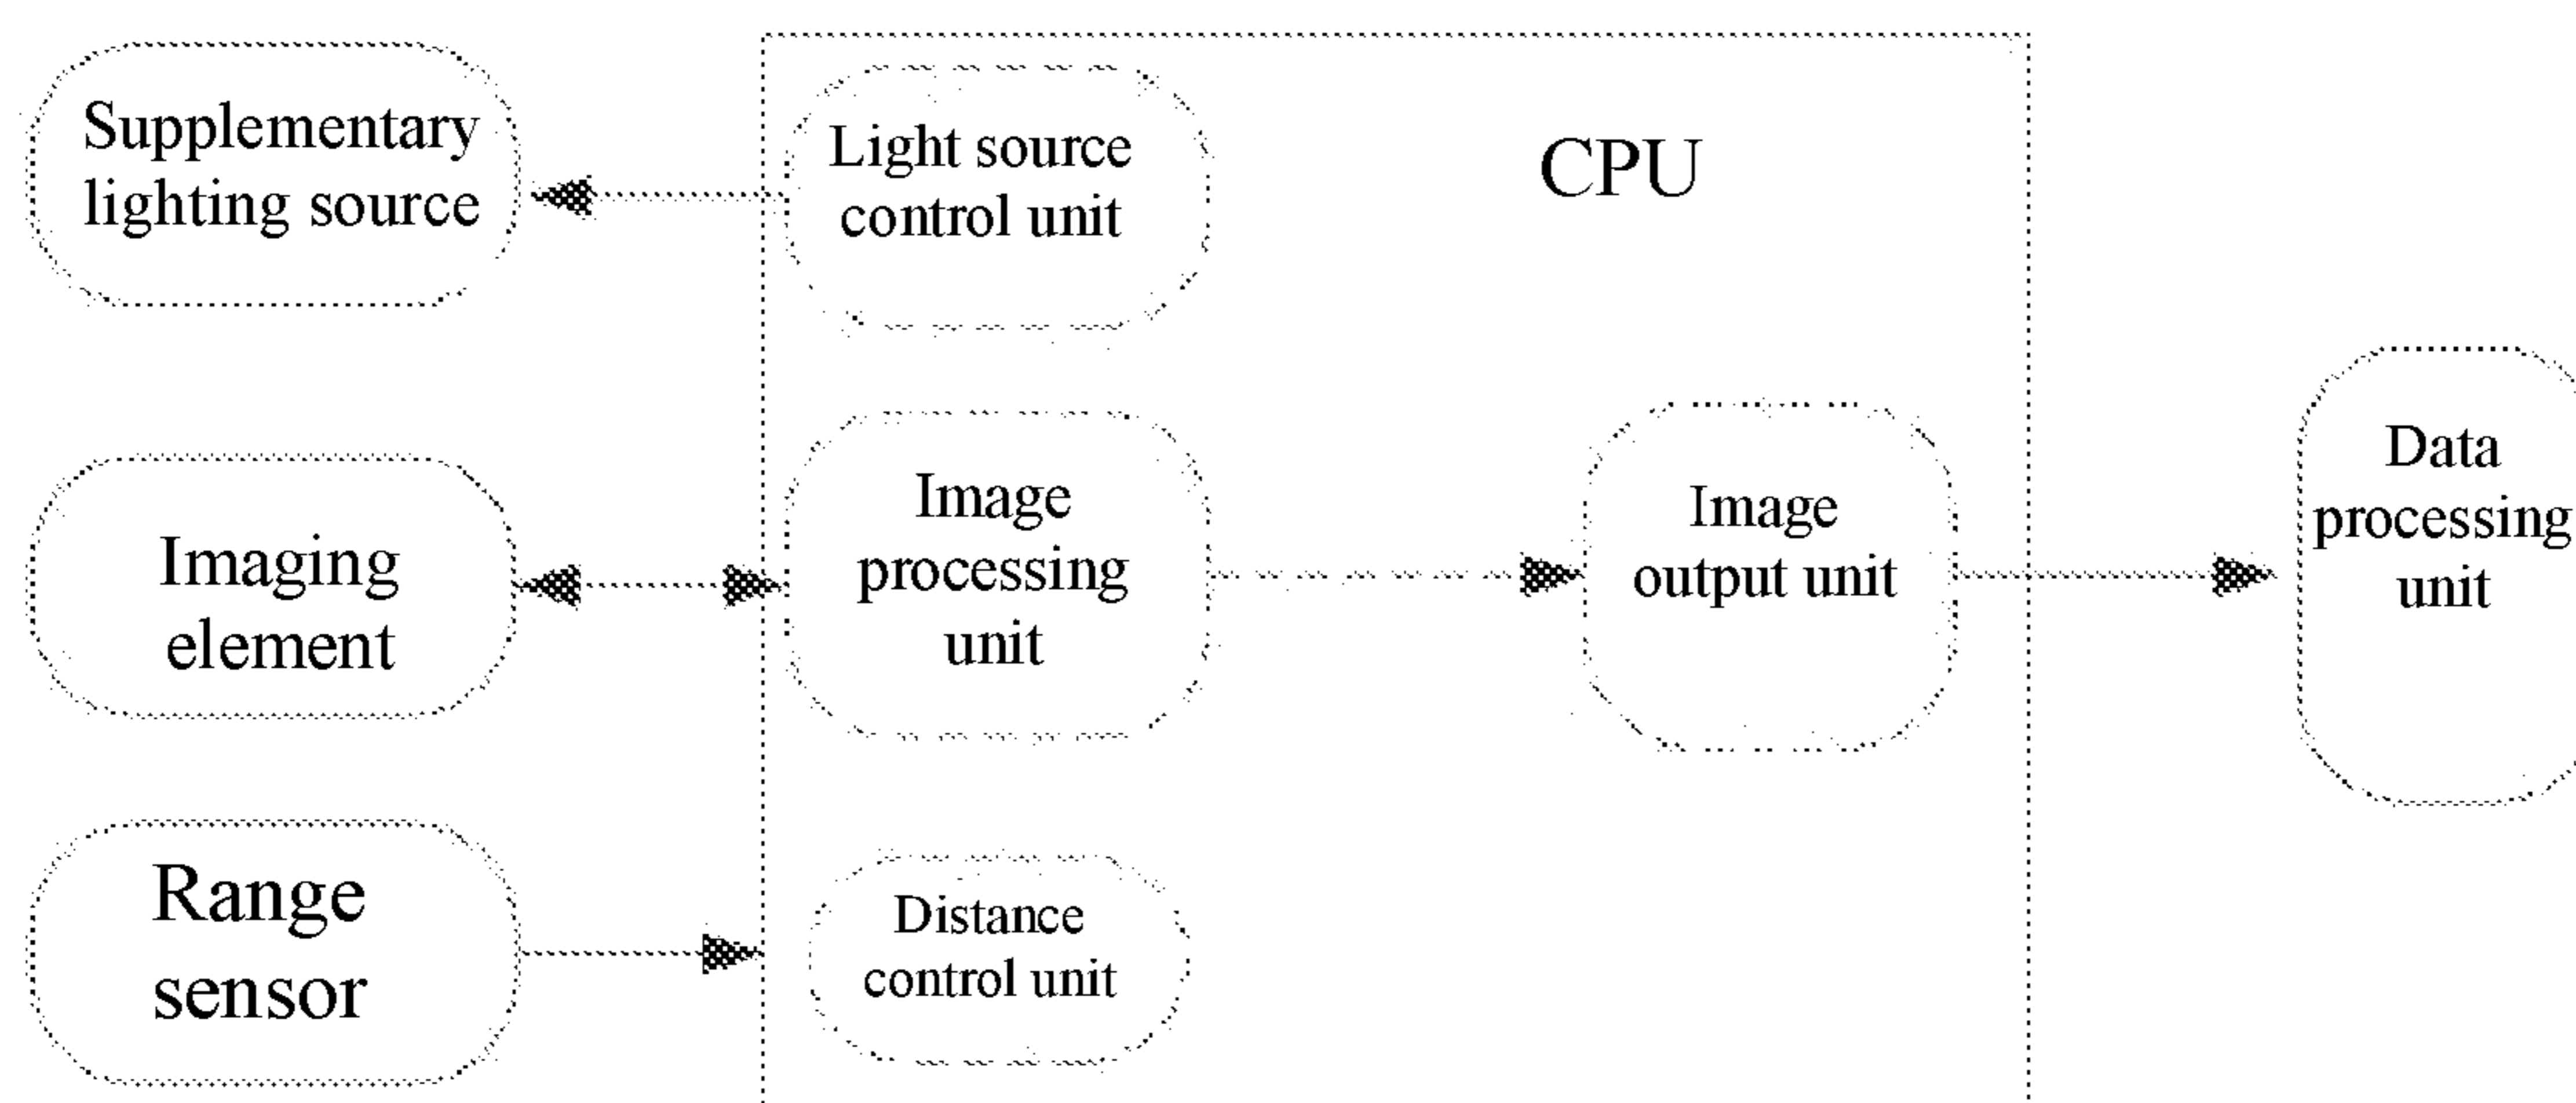 Supplementary
lighting source
Light source
control unit
CPU
Imaging
element
Image
processing
unit
Image
output unit
Data
processing
unit
Range
sensor
Distance
control unit